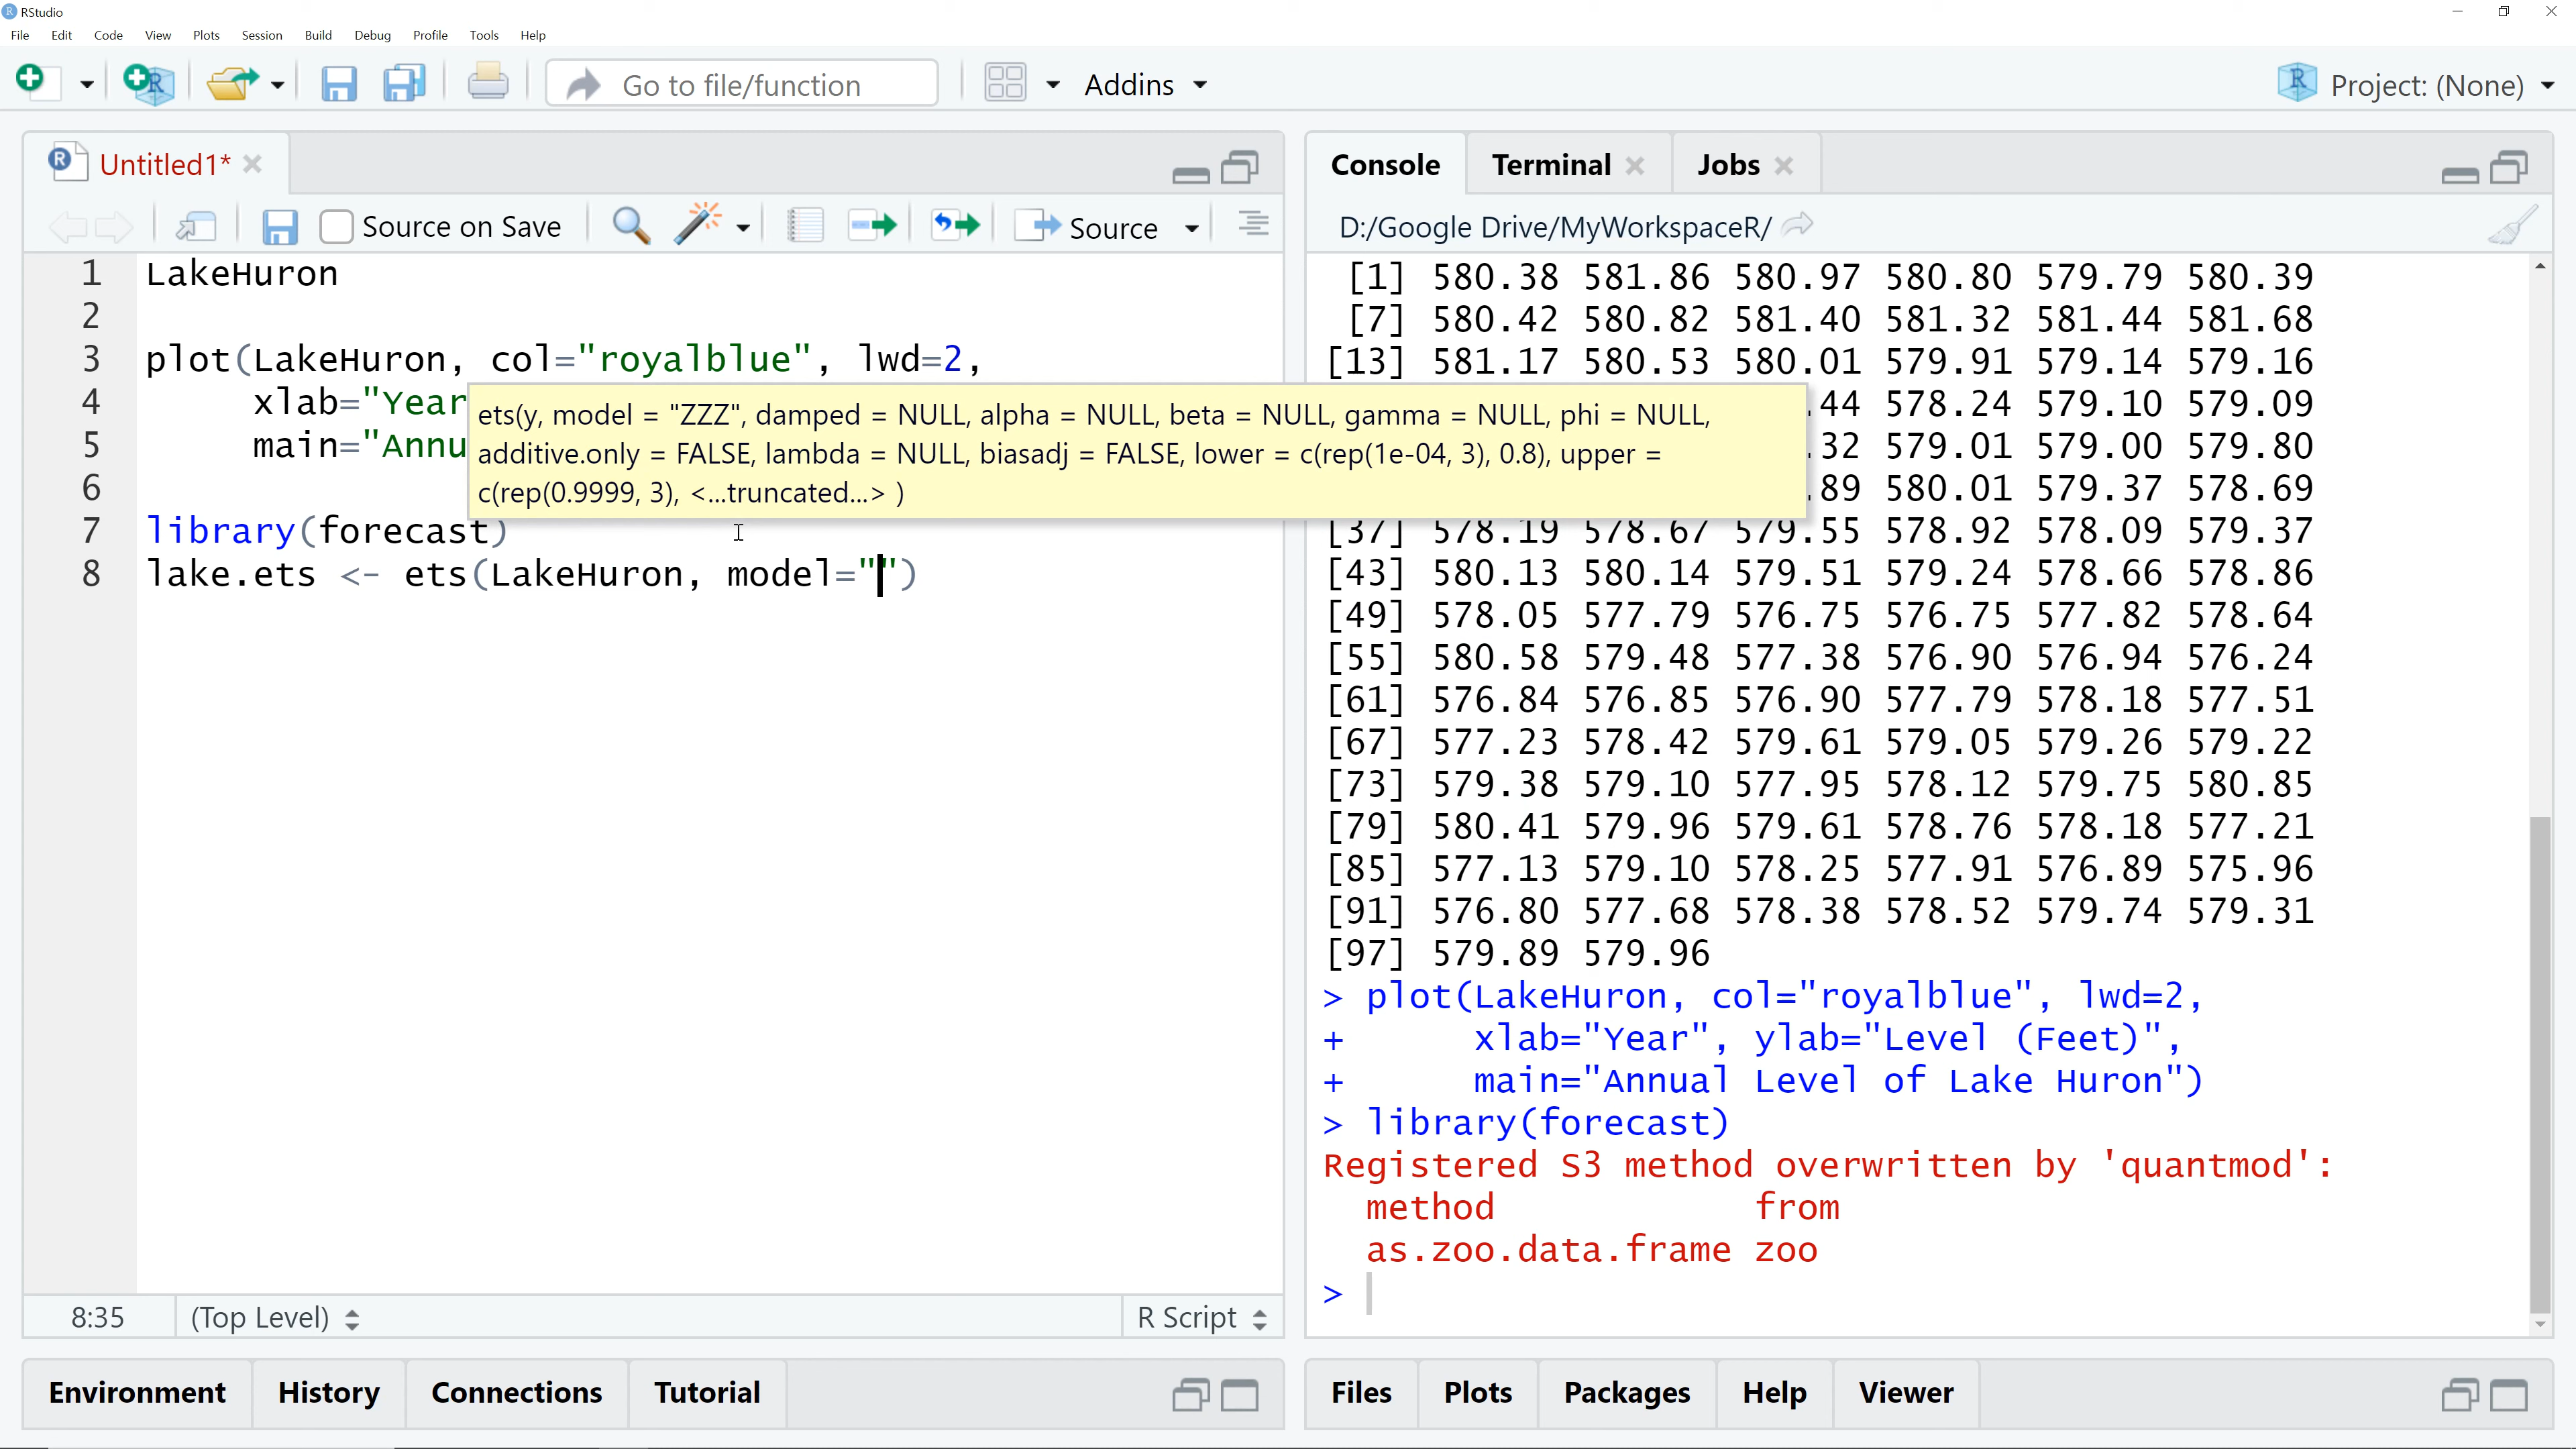 RStudio
File Edit Code View Plots Session Build Debug Profile Tools Help
Go to file/function Addins Project: (None)
Untitled1*
Source on Save Source
1 LakeHuron
2
3 plot(LakeHuron, col="royalblue", lwd=2,
4 xlab="Year
5 main="Annu
6
7 library(forecast)
8 lake.ets <- ets(LakeHuron, model="")
ets(y, model = "ZZZ", damped = NULL, alpha = NULL, beta = NULL, gamma = NULL, phi = NULL,
additive.only = FALSE, lambda = NULL, biasadj = FALSE, lower = c(rep(1e-04, 3), 0.8), upper =
c(rep(0.9999, 3), <...truncated...> )
8:35 (Top Level) R Script
Environment History Connections Tutorial
Console Terminal Jobs
D:/Google Drive/MyWorkspaceR/
[1] 580.38 581.86 580.97 580.80 579.79 580.39
[7] 580.42 580.82 581.40 581.32 581.44 581.68
[13] 581.17 580.53 580.01 579.91 579.14 579.16
.44 578.24 579.10 579.09
.32 579.01 579.00 579.80
.89 580.01 579.37 578.69
[37] 578.19 578.67 579.55 578.92 578.09 579.37
[43] 580.13 580.14 579.51 579.24 578.66 578.86
[49] 578.05 577.79 576.75 576.75 577.82 578.64
[55] 580.58 579.48 577.38 576.90 576.94 576.24
[61] 576.84 576.85 576.90 577.79 578.18 577.51
[67] 577.23 578.42 579.61 579.05 579.26 579.22
[73] 579.38 579.10 577.95 578.12 579.75 580.85
[79] 580.41 579.96 579.61 578.76 578.18 577.21
[85] 577.13 579.10 578.25 577.91 576.89 575.96
[91] 576.80 577.68 578.38 578.52 579.74 579.31
[97] 579.89 579.96
> plot(LakeHuron, col="royalblue", lwd=2,
+ xlab="Year", ylab="Level (Feet)",
+ main="Annual Level of Lake Huron")
> library(forecast)
Registered S3 method overwritten by 'quantmod':
method from
as.zoo.data.frame zoo
>
Files Plots Packages Help Viewer